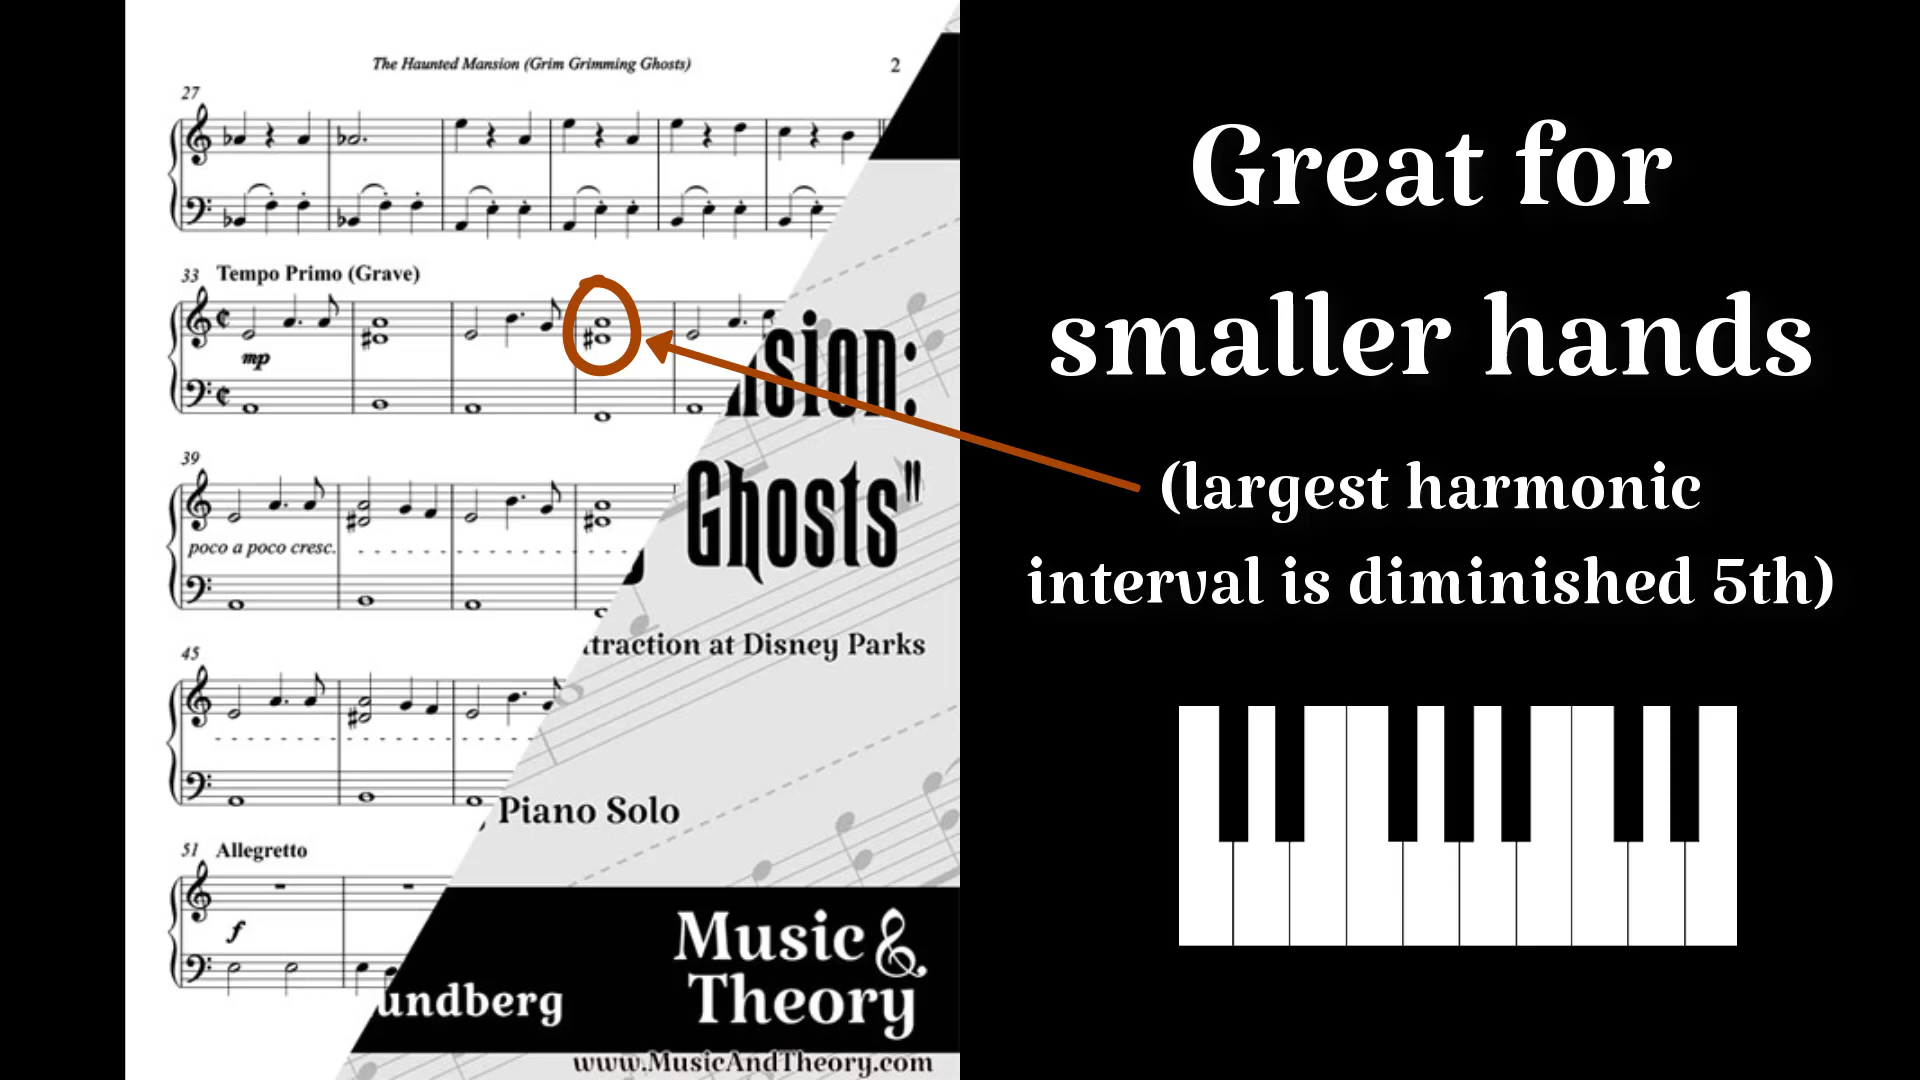 The Haunted Mansion (Grim Grimming Ghosts)
2
27
33 Tempo Primo (Grave)
mp
39
poco a poco cresc.
45
51 Allegretto
f
nsion:
Ghosts"
ttraction at Disney Parks
Piano Solo
undberg
Music &
Theory
www.MusicAndTheory.com
Great for
smaller hands
(largest harmonic
interval is diminished 5th)